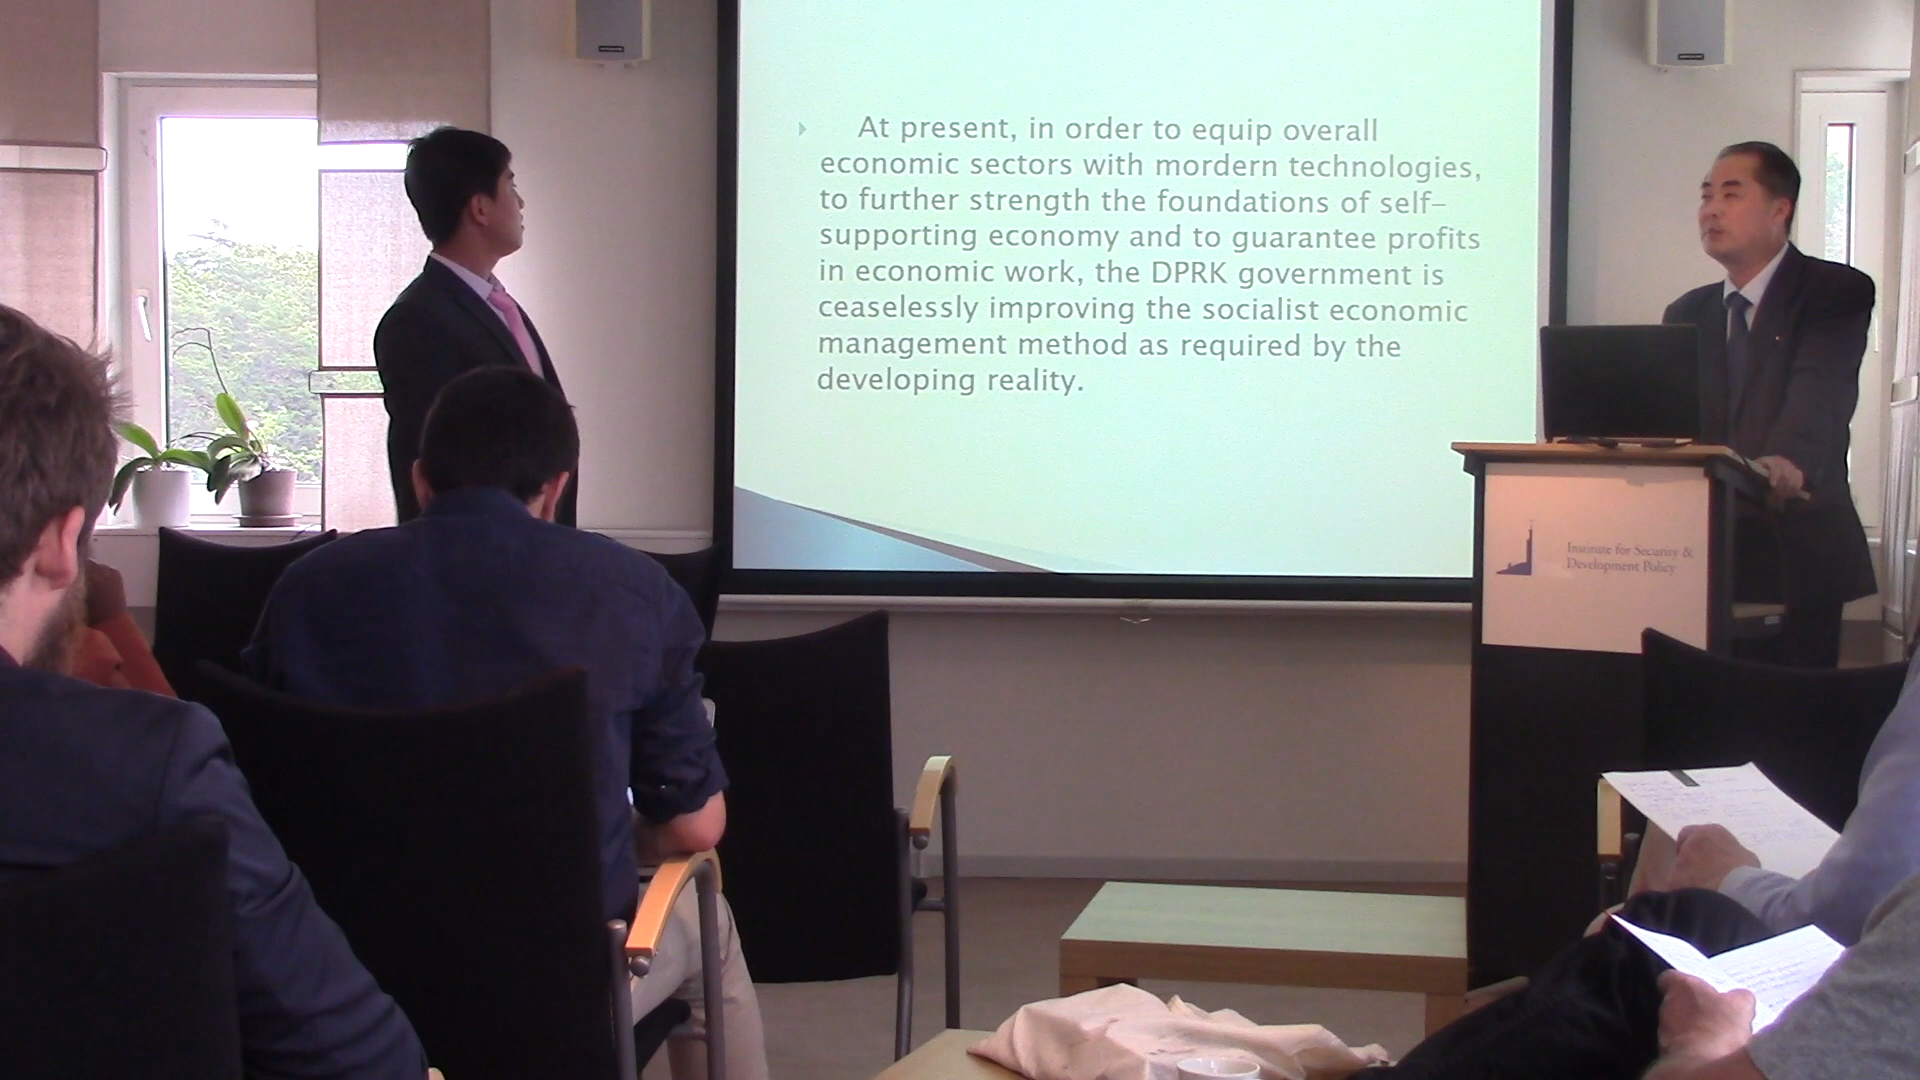 At present, in order to equip overall
economic sectors with mordern technologies,
to further strength the foundations of self-
supporting economy and to guarantee profits
in economic work, the DPRK government is
ceaselessly improving the socialist economic
management method as required by the
developing reality.
Institute for Security &
Development Policy